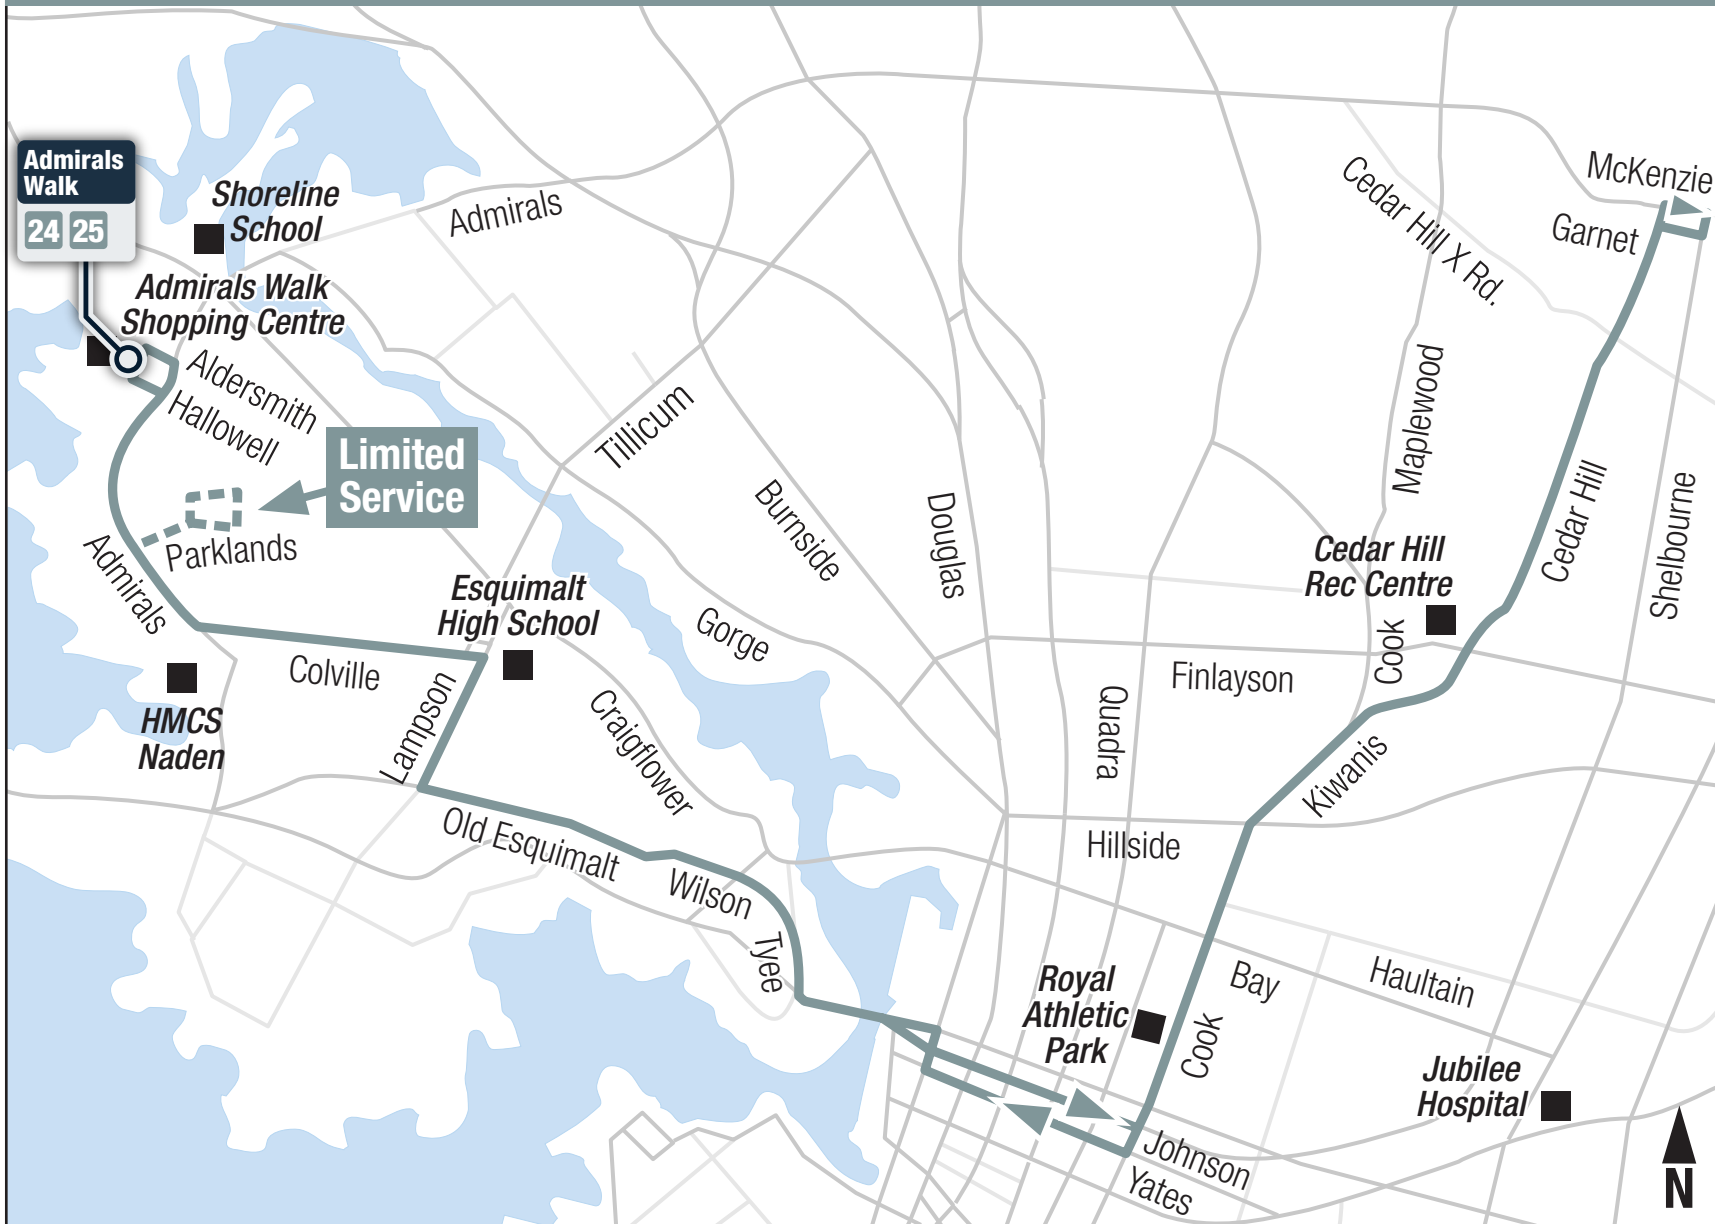 Admirals
Walk
24 25
Shoreline
School
Admirals
Admirals Walk
Shopping Centre
Aldersmith
Hallowell
Limited
Service
Parklands
Admirals
HMCS
Naden
Colville
Lampson
Esquimalt
High School
Tillicum
Burnside
Douglas
Gorge
Craigflower
Old Esquimalt
Wilson
Tyee
Quadra
Finlayson
Hillside
Cook
Kiwanis
Maplewood
Cedar Hill
Rec Centre
Cedar Hill X Rd.
McKenzie
Garnet
Cedar Hill
Shelbourne
Bay
Haultain
Royal
Athletic
Park
Cook
Jubilee
Hospital
Johnson
Yates
N